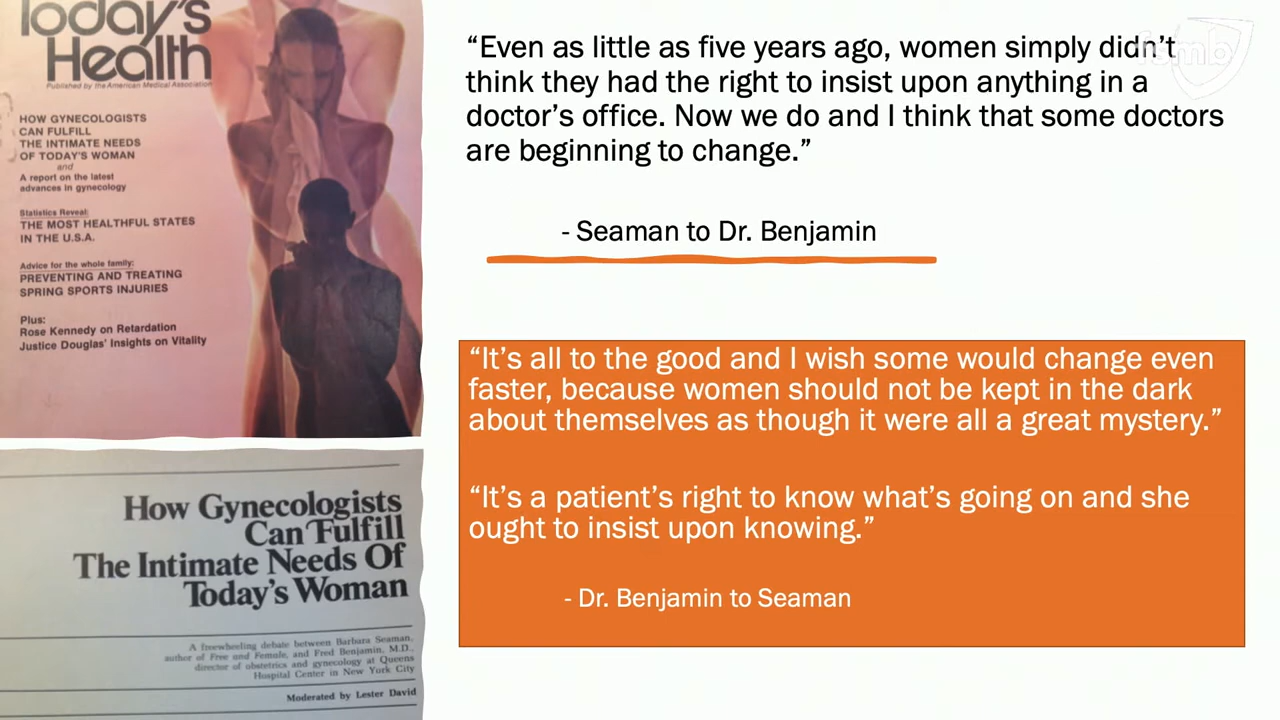 Today's
Health
Published by the American Medical Association
HOW GYNECOLOGISTS
CAN FULFILL
THE INTIMATE NEEDS
OF TODAY'S WOMAN
and
A report on the latest
advances in gynecology
Statistics Reveal:
THE MOST HEALTHFUL STATES
IN THE U.S.A.
Advice for the whole family:
PREVENTING AND TREATING
SPRING SPORTS INJURIES
Plus:
Rose Kennedy on Retardation
Justice Douglas' Insights on Vitality
How Gynecologists
Can Fulfill
The Intimate Needs Of
Today's Woman
A freewheeling debate between Barbara Seaman,
author of Free and Female, and Fred Benjamin, M.D.,
director of obstetrics and gynecology at Queens
Hospital Center in New York City
Moderated by Lester David
“Even as little as five years ago, women simply didn’t
think they had the right to insist upon anything in a
doctor’s office. Now we do and I think that some doctors
are beginning to change.”
- Seaman to Dr. Benjamin
“It’s all to the good and I wish some would change even
faster, because women should not be kept in the dark
about themselves as though it were all a great mystery.”
“It’s a patient’s right to know what’s going on and she
ought to insist upon knowing.”
- Dr. Benjamin to Seaman
fsmb